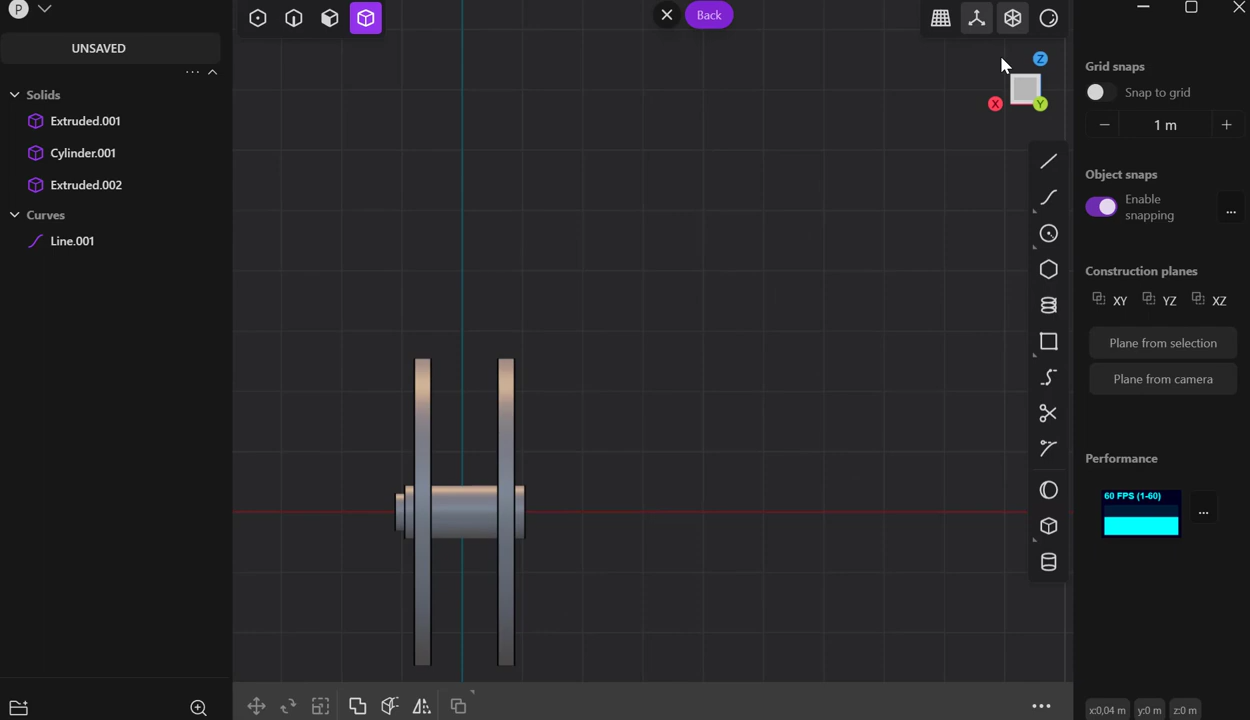 P
UNSAVED
...
Solids
Extruded.001
Cylinder.001
Extruded.002
Curves
Line.001
Back
Z
X
Y
Grid snaps
Snap to grid
1 m
Object snaps
Enable
snapping
...
Construction planes
XY YZ XZ
Plane from selection
Plane from camera
Performance
60 FPS (1-60)
...
x:0,04 m y:0 m z:0 m